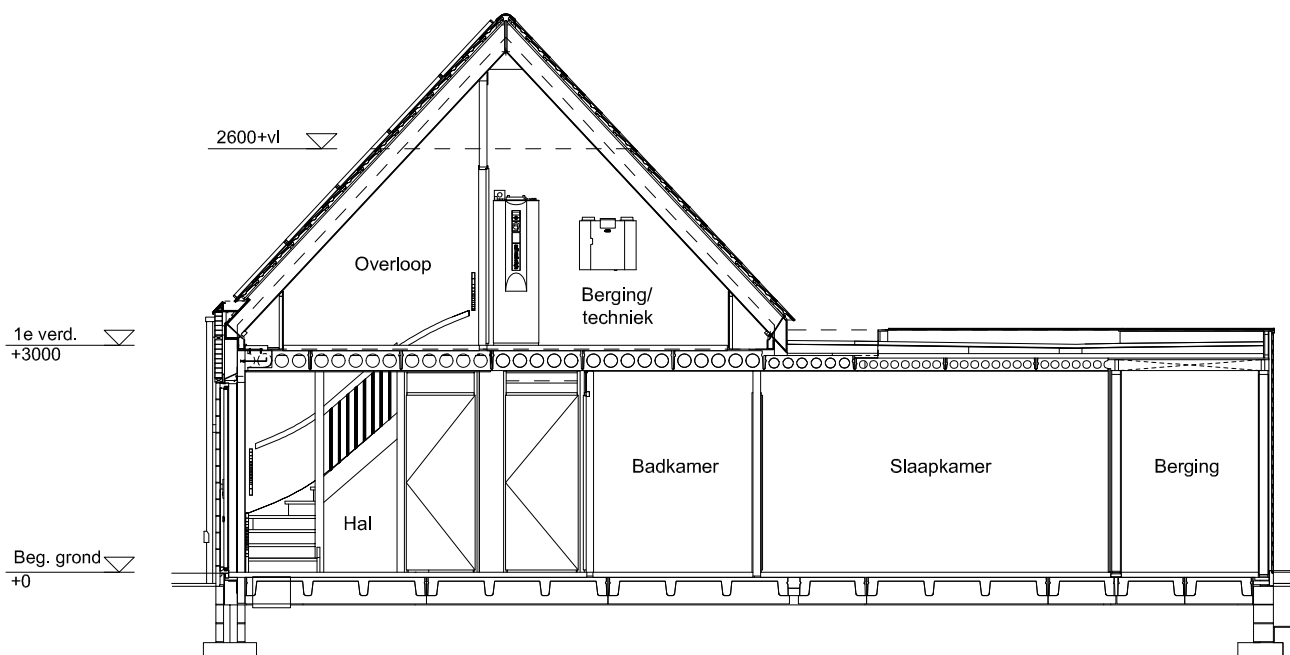 2600+vl
Overloop
Berging/
techniek
1e verd.
+3000
Badkamer
Slaapkamer
Berging
Hal
Beg. grond
+0